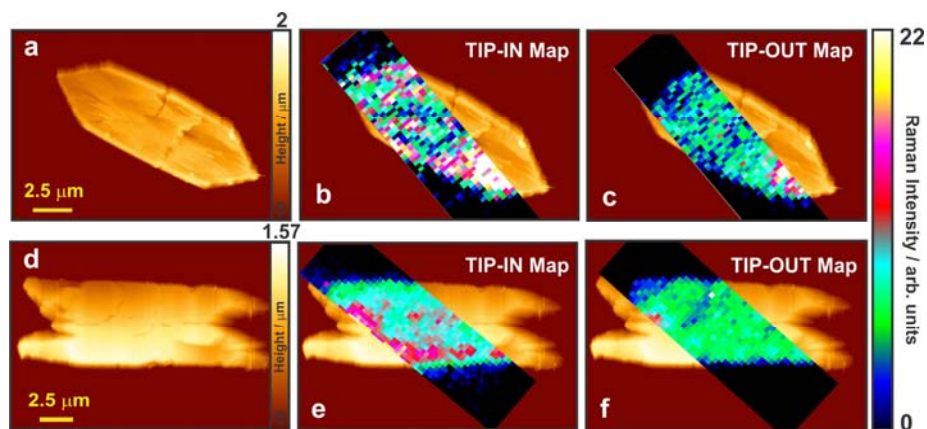 a
2
Height / µm
2.5 µm
b
TIP-IN Map
c
TIP-OUT Map
22
Raman Intensity / arb. units
0
d
1.57
Height / µm
2.5 µm
e
TIP-IN Map
f
TIP-OUT Map